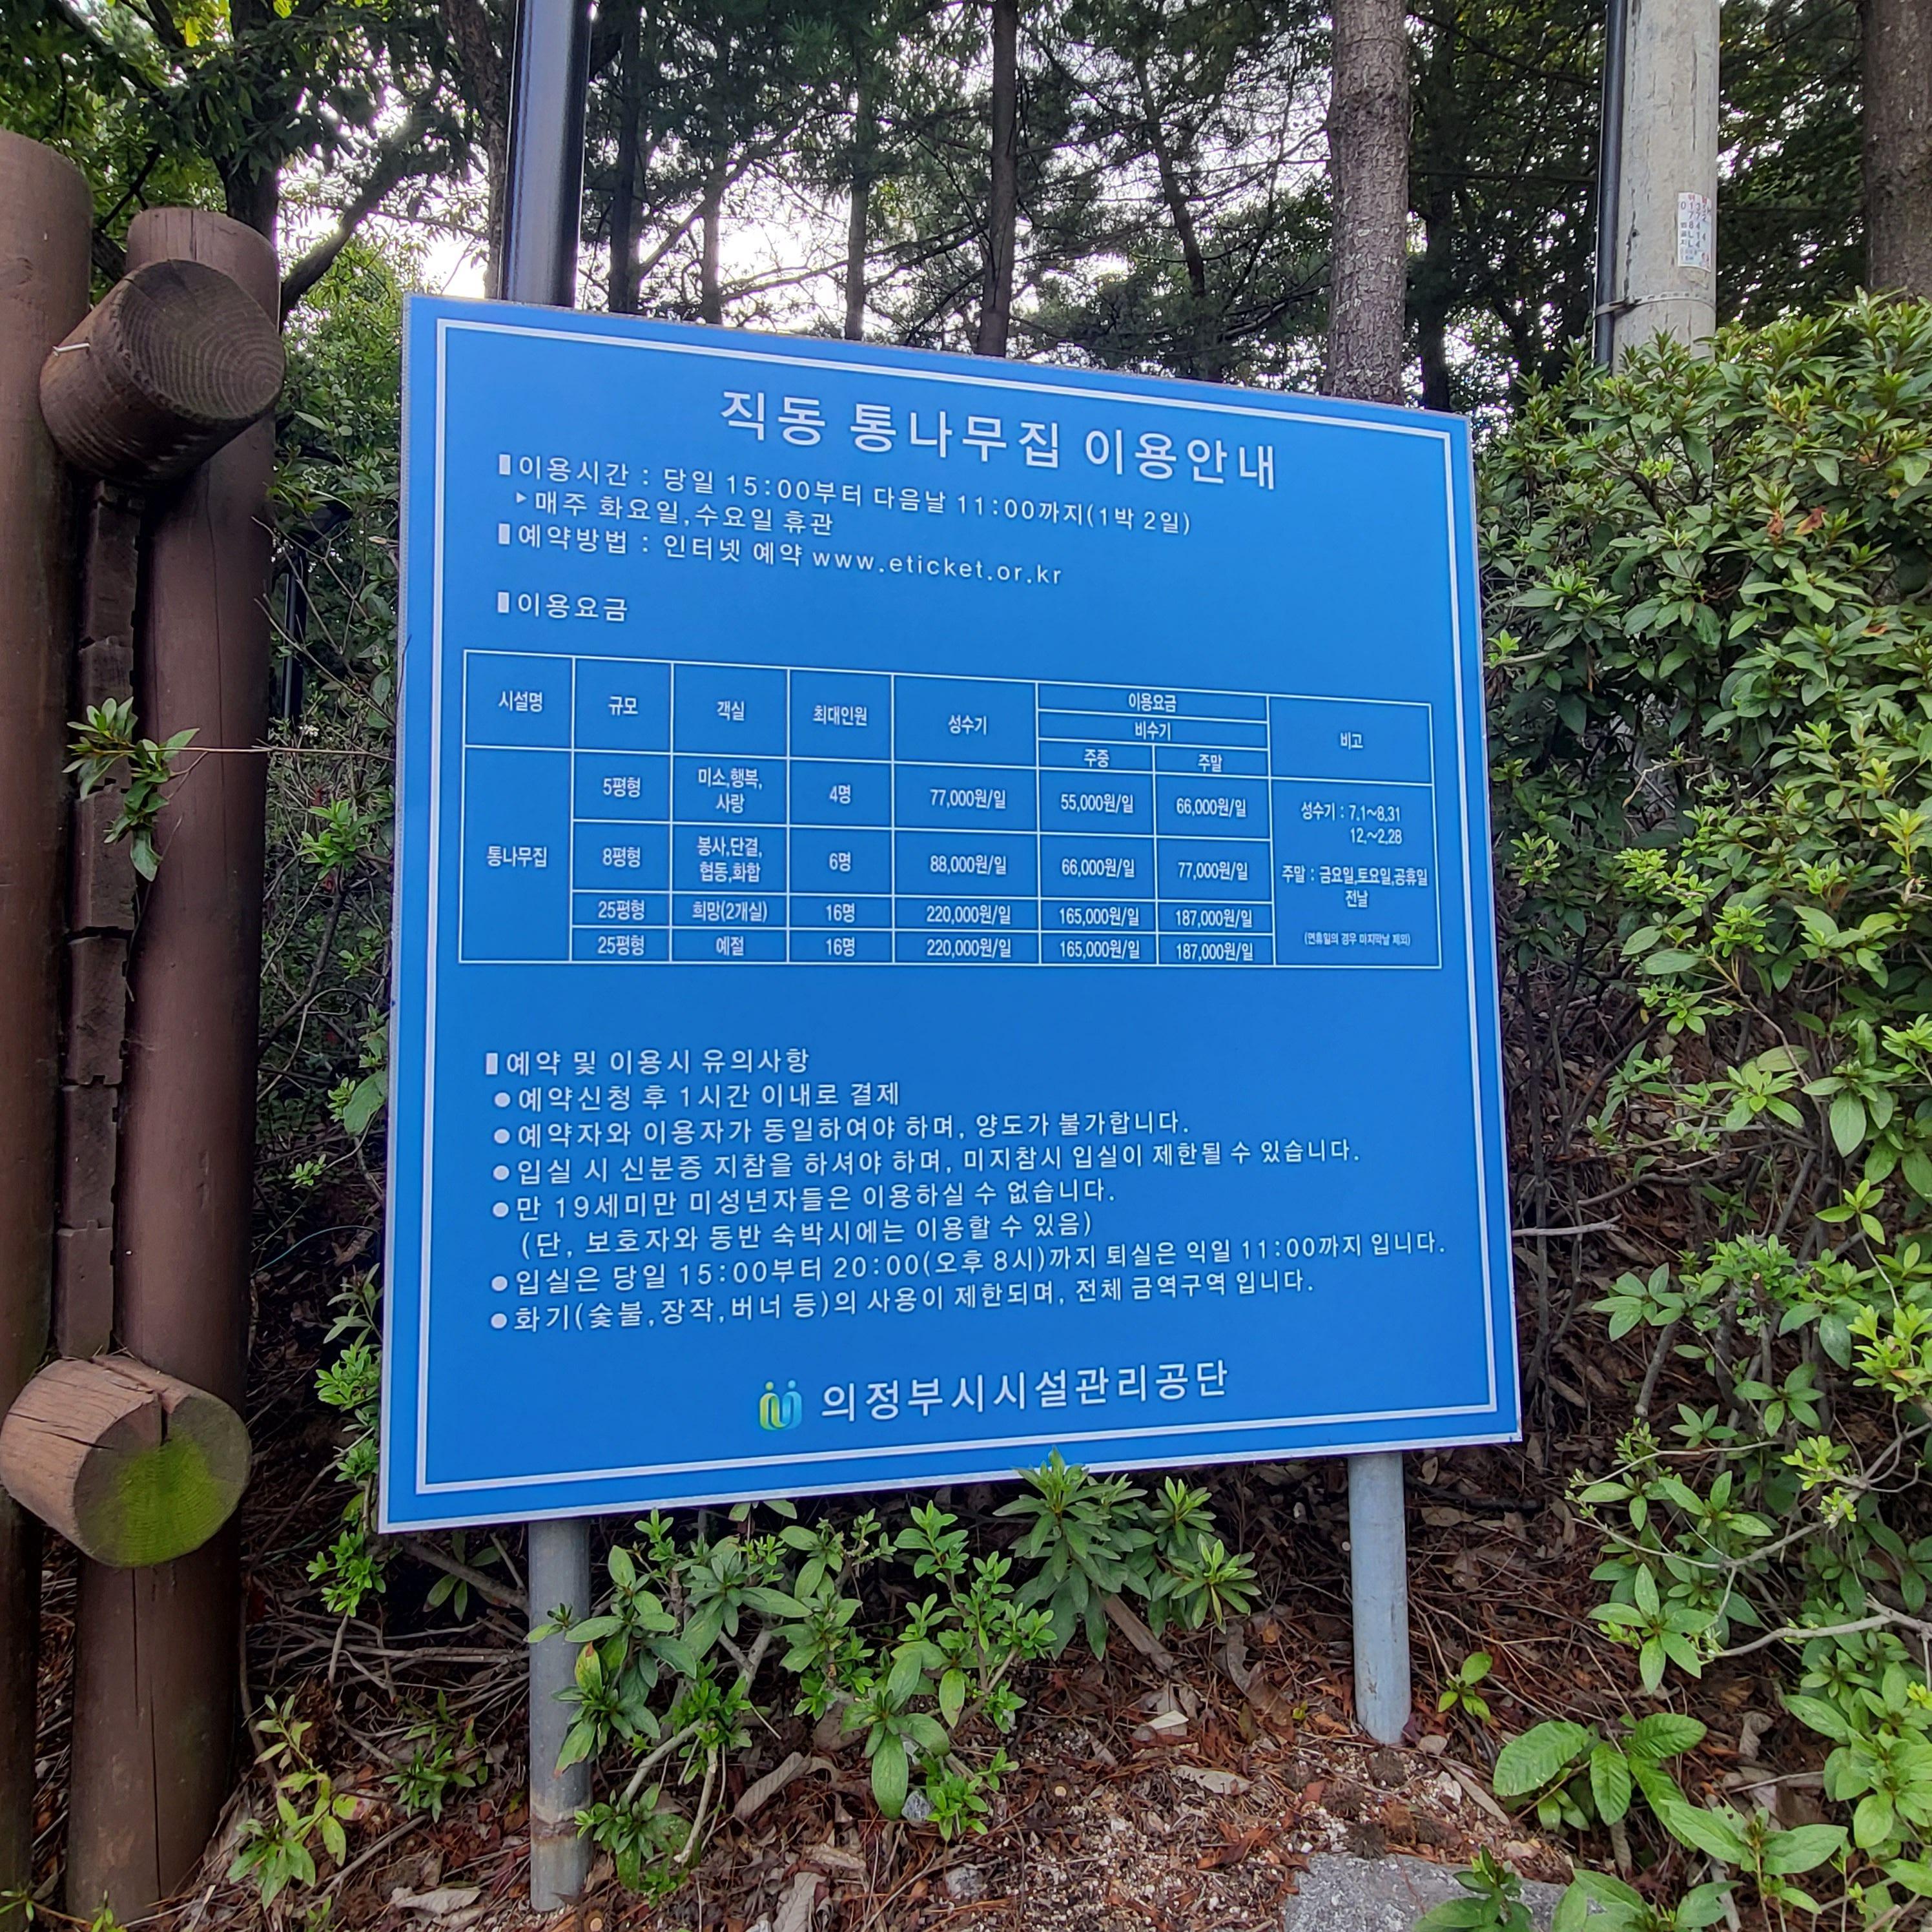 직동 통나무집 이용안내
▮이용시간 : 당일 15:00부터 다음날 11:00까지(1박 2일)
▸매주 화요일,수요일 휴관
▮예약방법 : 인터넷 예약 www.eticket.or.kr
▮이용요금
시설명 규모 객실 최대인원 성수기 이용요금 비고
비수기
주중 주말
통나무집
5평형 미소,행복, 4명 77,000원/일 55,000원/일 66,000원/일
사랑
8평형 봉사,단결, 6명 88,000원/일 66,000원/일 77,000원/일
협동,화합
25평형 희망(2개실) 16명 220,000원/일 165,000원/일 187,000원/일
25평형 예절 16명 220,000원/일 165,000원/일 187,000원/일
성수기 : 7.1~8.31
12.~2.28
주말 : 금요일,토요일,공휴일
전날
(연휴일의 경우 마지막날 제외)
▮예약 및 이용시 유의사항
●예약신청 후 1시간 이내로 결제
●예약자와 이용자가 동일하여야 하며, 양도가 불가합니다.
●입실 시 신분증 지참을 하셔야 하며, 미지참시 입실이 제한될 수 있습니다.
●만 19세미만 미성년자들은 이용하실 수 없습니다.
(단, 보호자와 동반 숙박시에는 이용할 수 있음)
●입실은 당일 15:00부터 20:00(오후 8시)까지 퇴실은 익일 11:00까지 입니다.
●화기(숯불,장작,버너 등)의 사용이 제한되며, 전체 금역구역 입니다.
의정부시시설관리공단